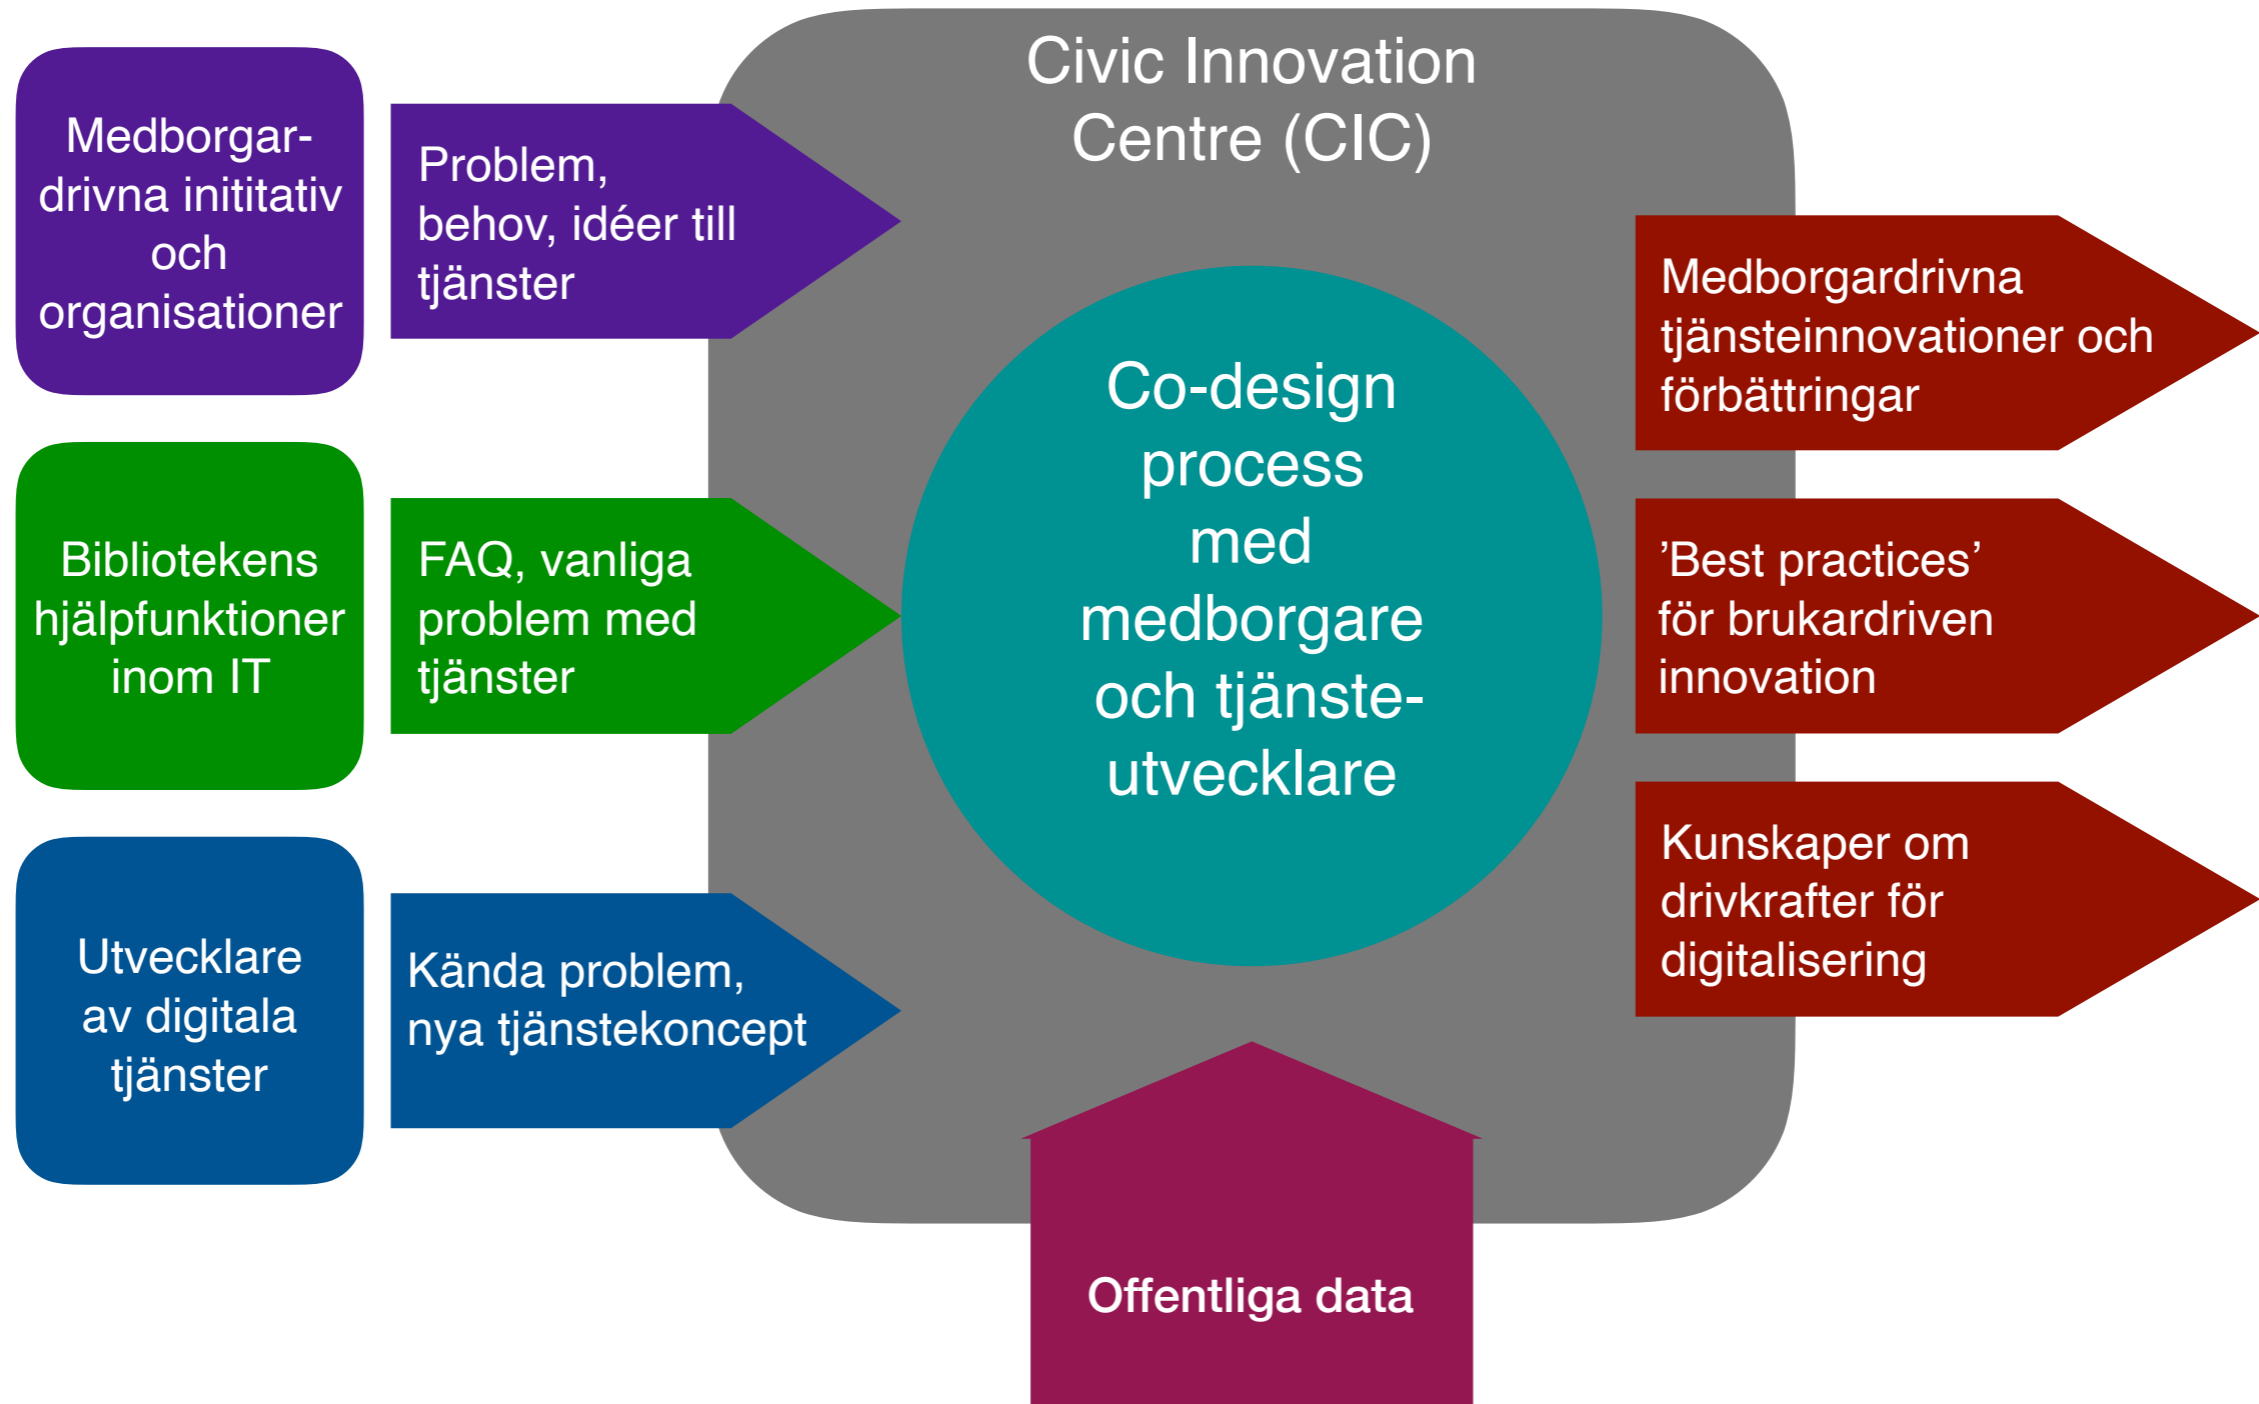 Civic Innovation
Centre (CIC)
Medborgar-
drivna inititativ
och
organisationer
Problem,
behov, idéer till
tjänster
Bibliotekens
hjälpfunktioner
inom IT
FAQ, vanliga
problem med
tjänster
Utvecklare
av digitala
tjänster
Kända problem,
nya tjänstekoncept
Co-design
process
med
medborgare
och tjänste-
utvecklare
Offentliga data
Medborgardrivna
tjänsteinnovationer och
förbättringar
’Best practices’
för brukardriven
innovation
Kunskaper om
drivkrafter för
digitalisering